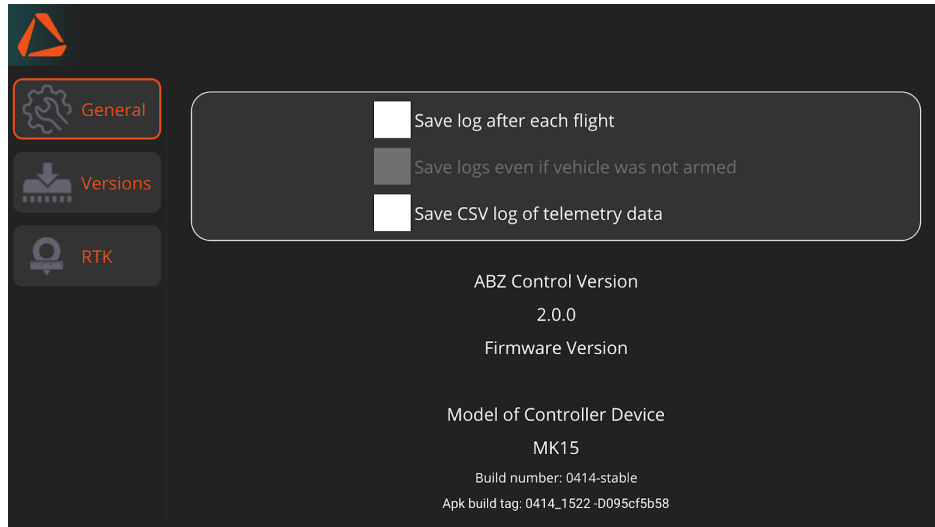 General
Versions
RTK
Save log after each flight
Save logs even if vehicle was not armed
Save CSV log of telemetry data
ABZ Control Version
2.0.0
Firmware Version
Model of Controller Device
MK15
Build number: 0414-stable
Apk build tag: 0414_1522 -D095cf5b58